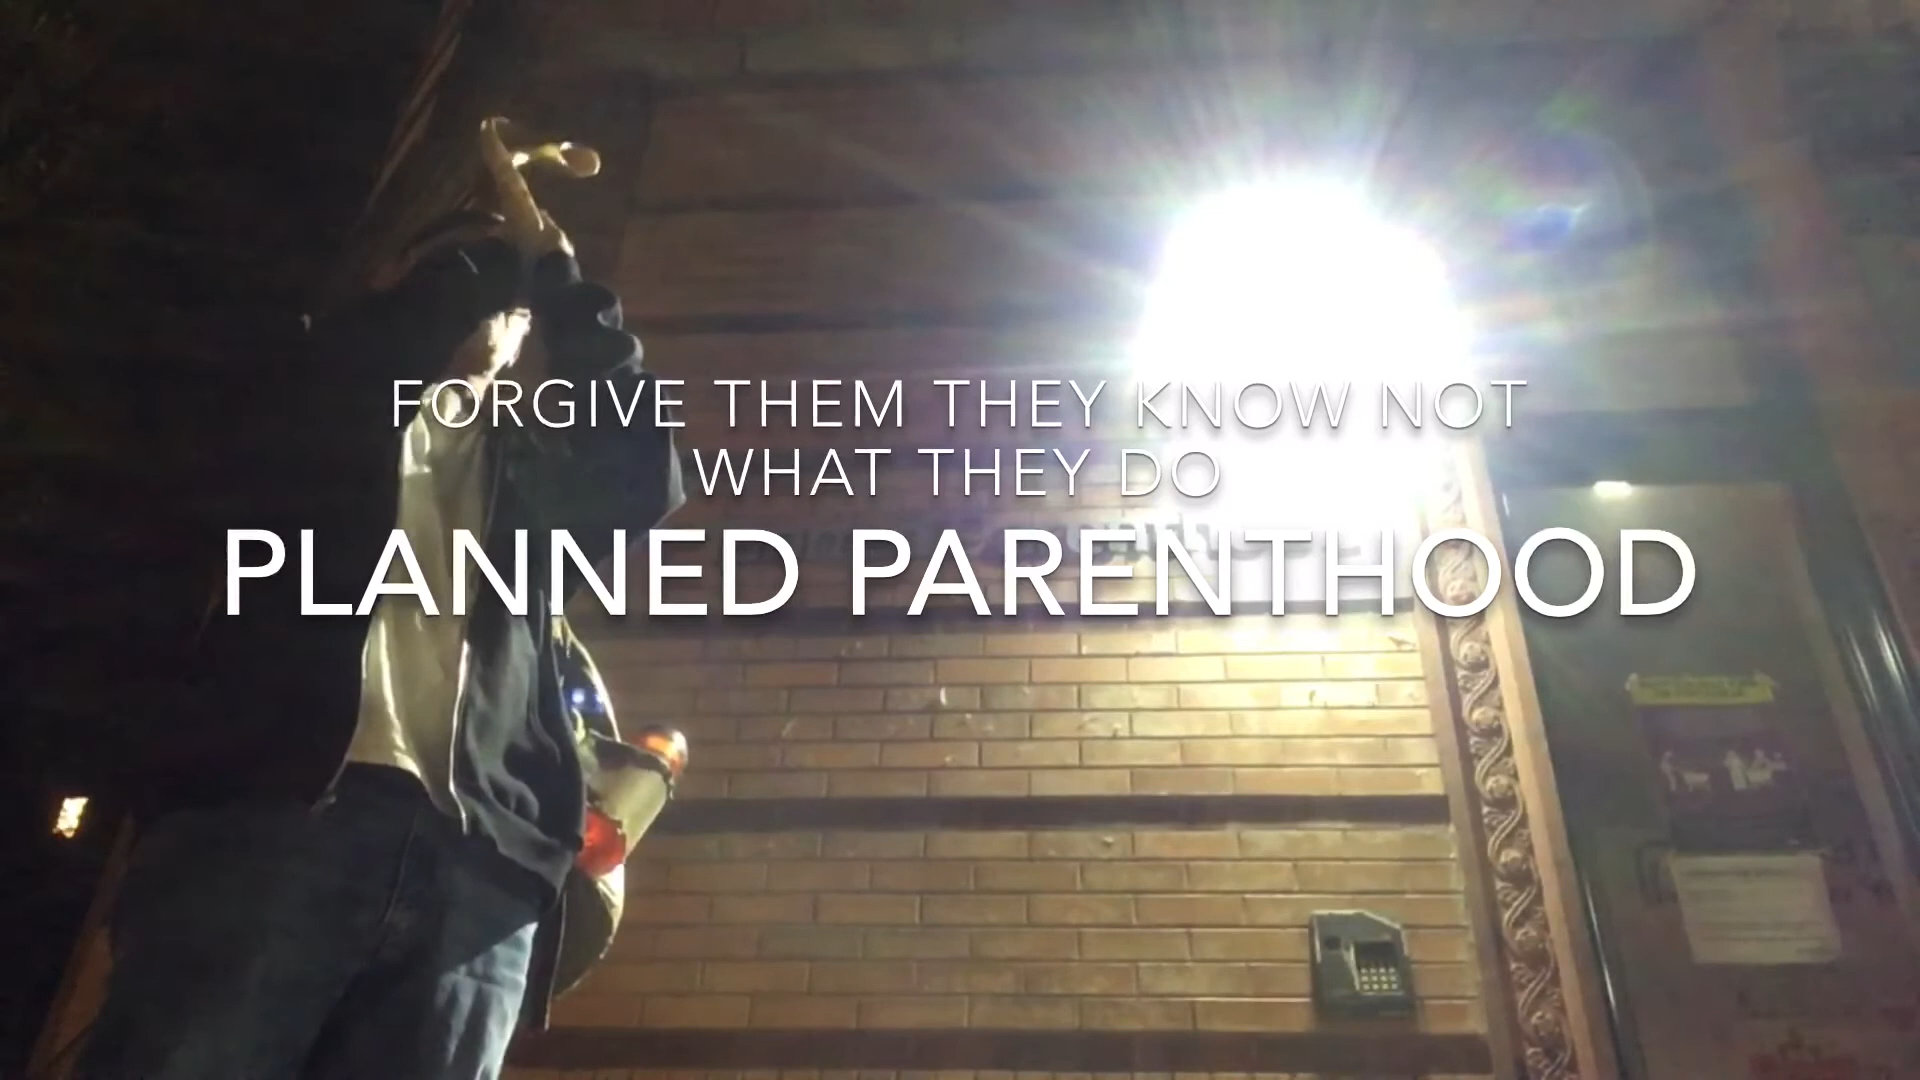 FORGIVE THEM THEY KNOW NOT
WHAT THEY DO
PLANNED PARENTHOOD